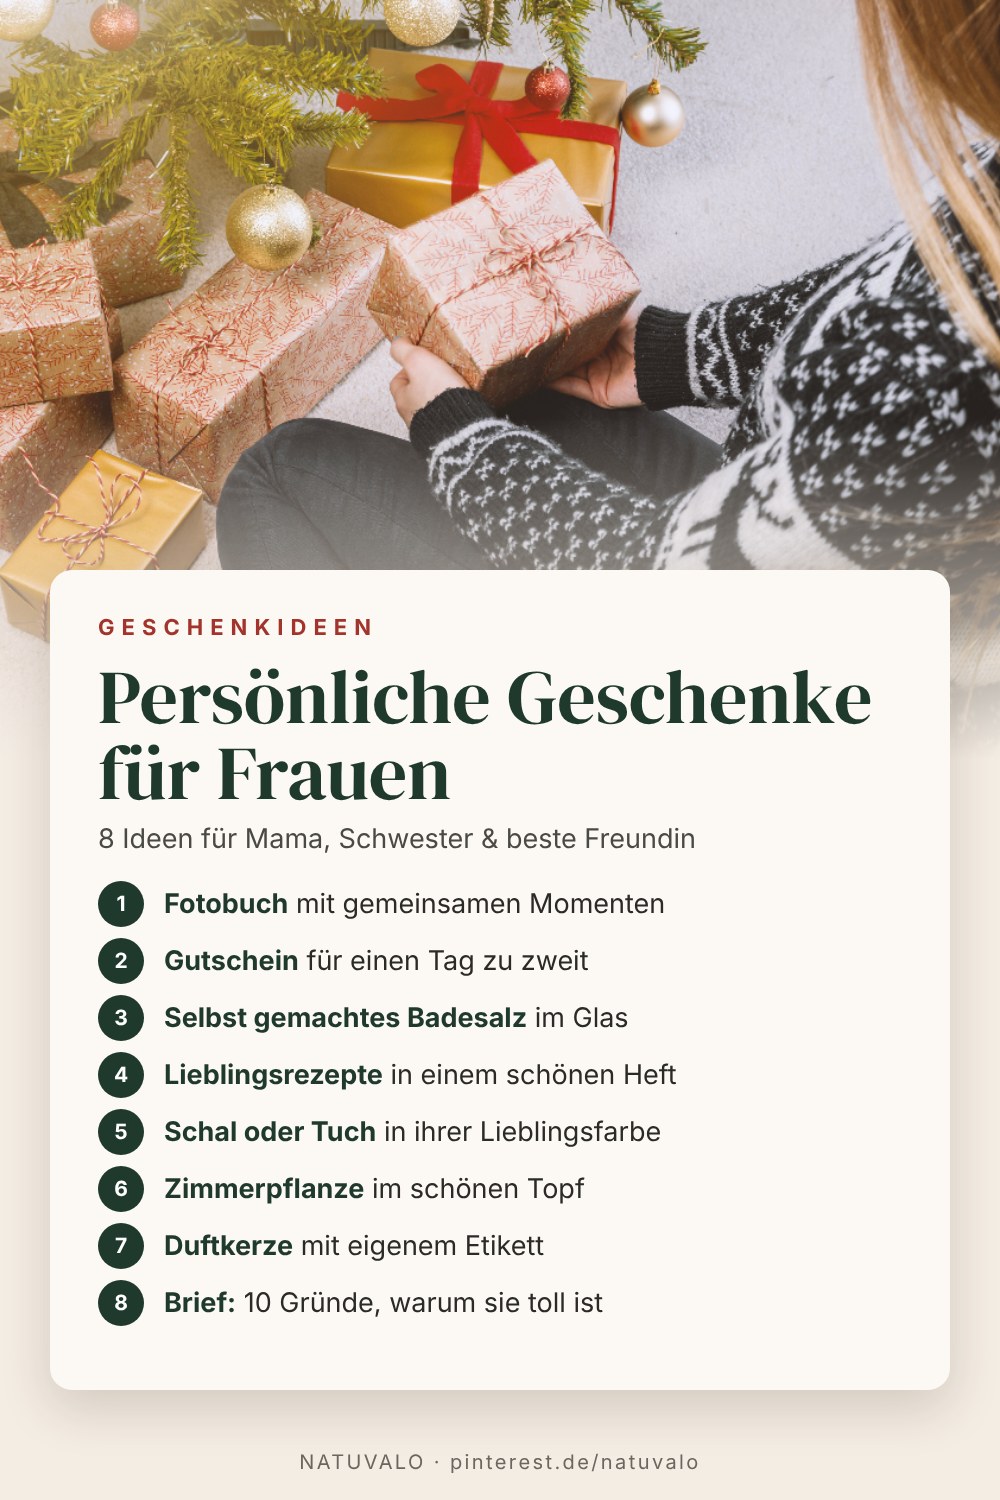 GESCHENKIDEEN
Persönliche Geschenke
für Frauen
8 Ideen für Mama, Schwester & beste Freundin
1 Fotobuch mit gemeinsamen Momenten
2 Gutschein für einen Tag zu zweit
3 Selbst gemachtes Badesalz im Glas
4 Lieblingsrezepte in einem schönen Heft
5 Schal oder Tuch in ihrer Lieblingsfarbe
6 Zimmerpflanze im schönen Topf
7 Duftkerze mit eigenem Etikett
8 Brief: 10 Gründe, warum sie toll ist
NATUVALO · pinterest.de/natuvalo